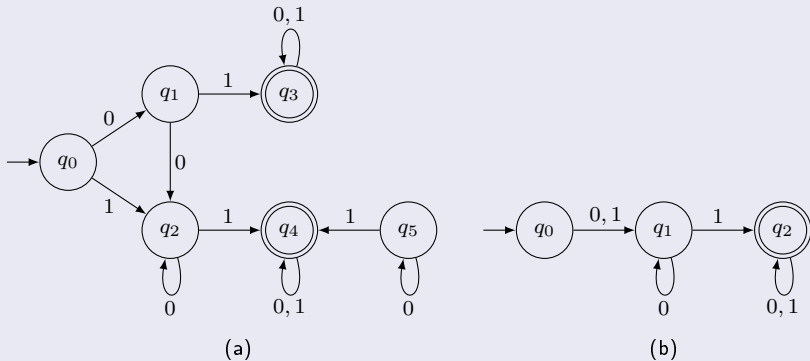 0, 1
q₁ 1 q₃
0
q₀ 0
1
q₂ 1 q₄ 1 q₅
0 0, 1 0
(a)
q₀ 0, 1 q₁ 1 q₂
0 0, 1
(b)